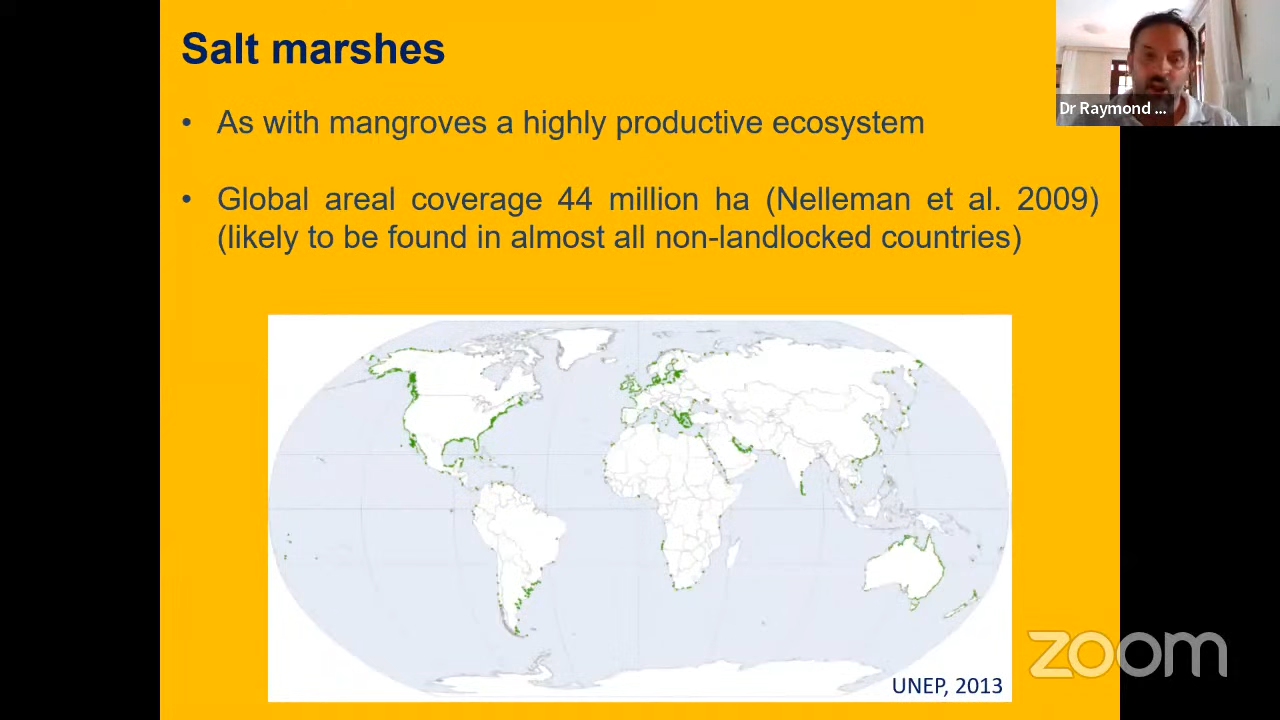 Salt marshes
• As with mangroves a highly productive ecosystem
• Global areal coverage 44 million ha (Nelleman et al. 2009)
(likely to be found in almost all non-landlocked countries)
Dr Raymond ...
UNEP, 2013
zoom